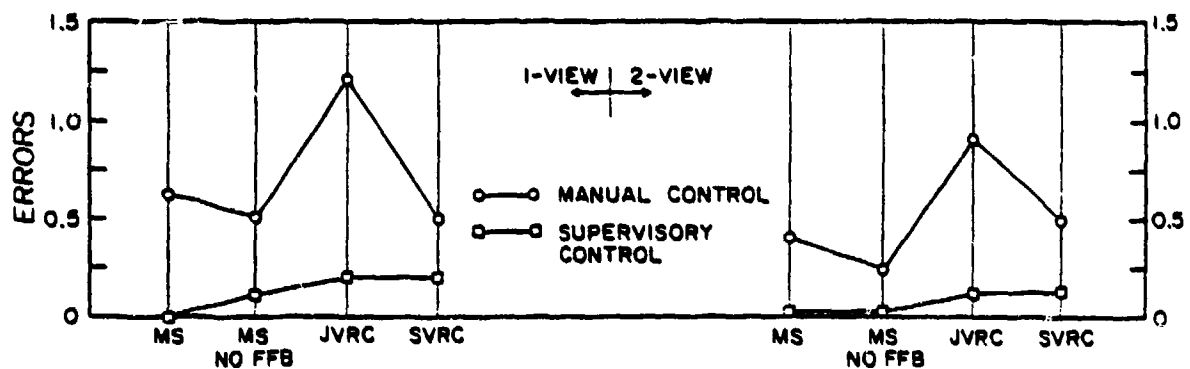 1.5
1.0
0.5
0
ERRORS
1-VIEW 2-VIEW
MANUAL CONTROL
SUPERVISORY
CONTROL
1.5
1.0
0.5
0
MS MS JVRC SVRC
NO FFB
MS MS JVRC SVRC
NO FFB